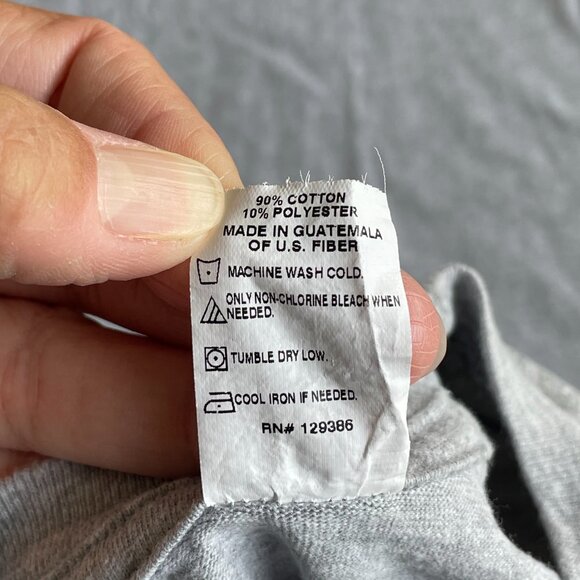 90% COTTON
10% POLYESTER
MADE IN GUATEMALA
OF U.S. FIBER
MACHINE WASH COLD.
ONLY NON-CHLORINE BLEACH WHEN
NEEDED.
TUMBLE DRY LOW.
COOL IRON IF NEEDED.
RN# 129386